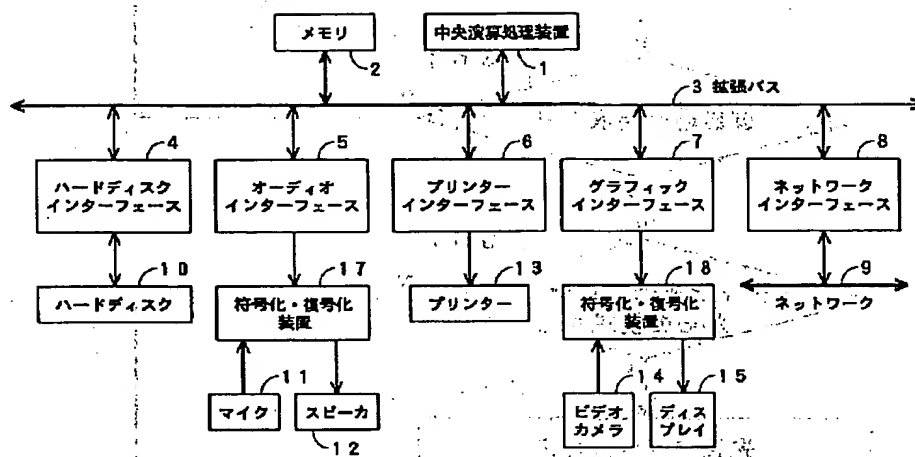 メモリ
中央演算処理装置
2
1
3 拡張バス
4
5
6
7
8
ハードディスク
インターフェース
オーディオ
インターフェース
プリンター
インターフェース
グラフィック
インターフェース
ネットワーク
インターフェース
10
17
13
18
9
ハードディスク
符号化・復号化
装置
プリンター
符号化・復号化
装置
ネットワーク
11
14
15
マイク
スピーカ
ビデオ
カメラ
ディス
プレイ
12